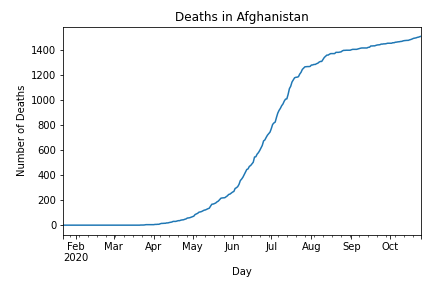 Deaths in Afghanistan
Number of Deaths
1400
1200
1000
800
600
400
200
0
Feb Mar Apr May Jun Jul Aug Sep Oct
2020
Day